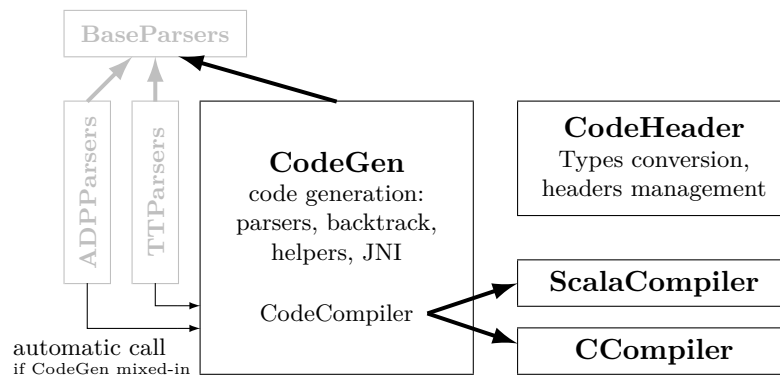 BaseParsers
ADPParsers
TTParsers
CodeGen
code generation:
parsers, backtrack,
helpers, JNI
CodeCompiler
CodeHeader
Types conversion,
headers management
ScalaCompiler
CCompiler
automatic call
if CodeGen mixed-in